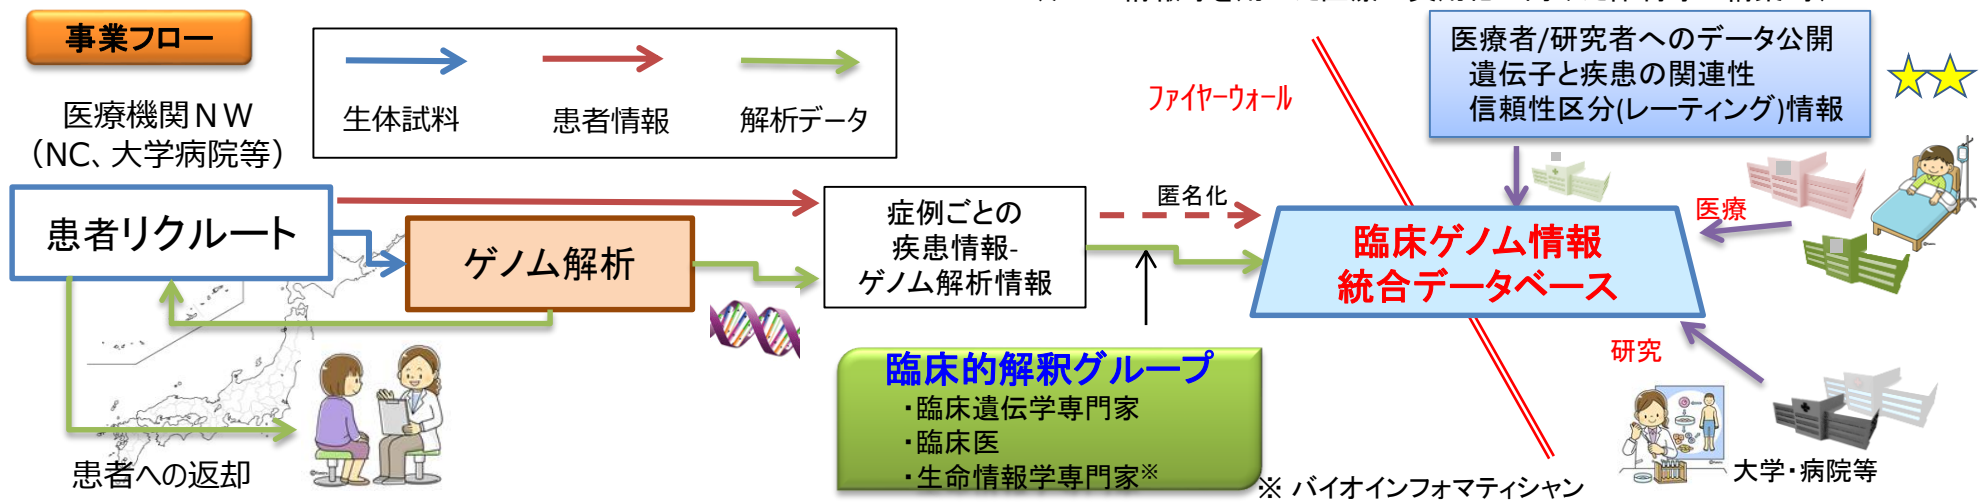 事業フロー
生体試料
患者情報
解析データ
医療機関NW
（NC、大学病院等）
患者リクルート
ゲノム解析
症例ごとの
疾患情報-
ゲノム解析情報
匿名化
ファイヤーウォール
医療者/研究者へのデータ公開
遺伝子と疾患の関連性
信頼性区分(レーティング)情報
臨床ゲノム情報
統合データベース
医療
研究
大学・病院等
臨床的解釈グループ
・臨床遺伝学専門家
・臨床医
・生命情報学専門家※
※ バイオインフォマティシャン
患者への返却